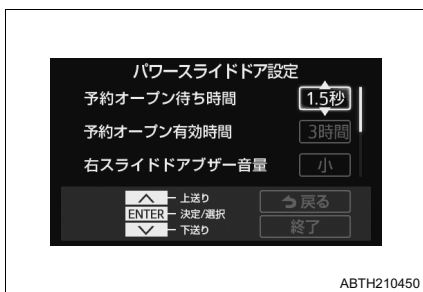 パワースライドドア設定
予約オープン待ち時間 1.5秒
予約オープン有効時間 3時間
右スライドドアブザー音量 小
上送り
ENTER 決定/選択
下送り
戻る
終了
ABTH210450